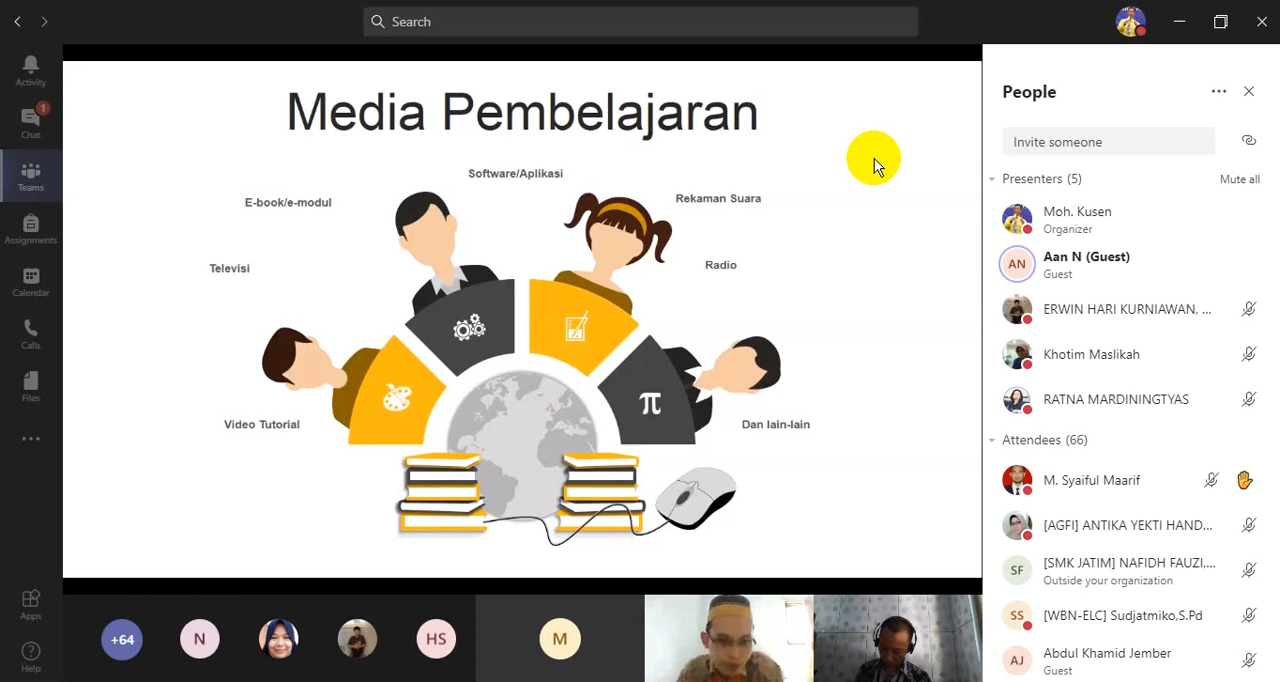 Search
Activity
Chat
1
Teams
Assignments
Calendar
Calls
Files
Apps
Help
Media Pembelajaran
Software/Aplikasi
E-book/e-modul
Rekaman Suara
Televisi
Radio
π
Video Tutorial
Dan lain-lain
+64
N
HS
M
People
Invite someone
Presenters (5)
Mute all
Moh. Kusen
Organizer
AN
Aan N (Guest)
Guest
ERWIN HARI KURNIAWAN, ...
Khotim Maslikah
RATNA MARDININGTYAS
Attendees (66)
M. Syaiful Maarif
[AGFI] ANTIKA YEKTI HAND...
SF
[SMK JATIM] NAFIDH FAUZI,...
Outside your organization
SS
[WBN-ELC] Sudjatmiko,S.Pd
AJ
Abdul Khamid Jember
Guest